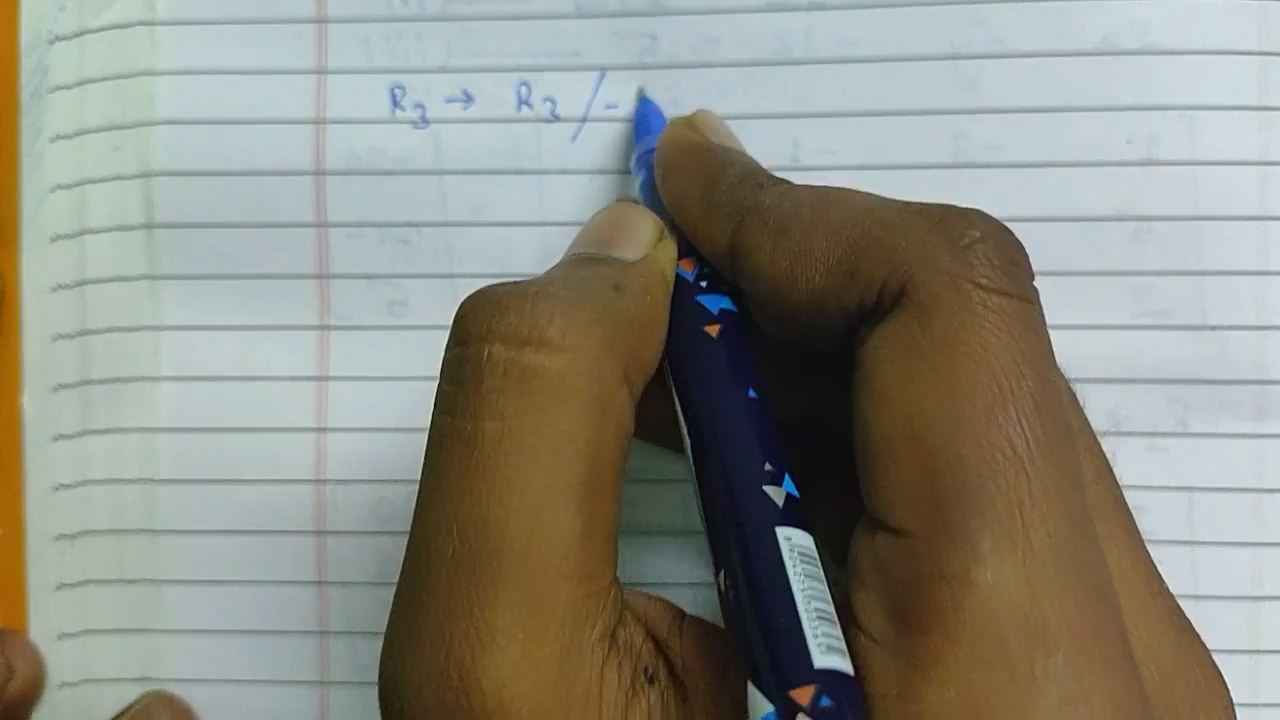 R₃ → R₃ / -